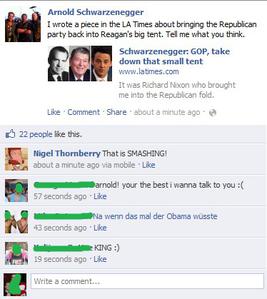 Arnold Schwarzenegger
I wrote a piece in the LA Times about bringing the Republican
party back into Reagan's big tent. Tell me what you think.
Schwarzenegger: GOP, take
down that small tent
www.latimes.com
It was Richard Nixon who brought
me into the Republican fold.
Like · Comment · Share · about a minute ago ·
22 people like this.
Nigel Thornberry That is SMASHING!
about a minute ago via mobile · Like
arnold! your the best i wanna talk to you :(
57 seconds ago · Like
Na wenn das mal der Obama wüsste
43 seconds ago · Like
KING :)
19 seconds ago · Like
Write a comment...